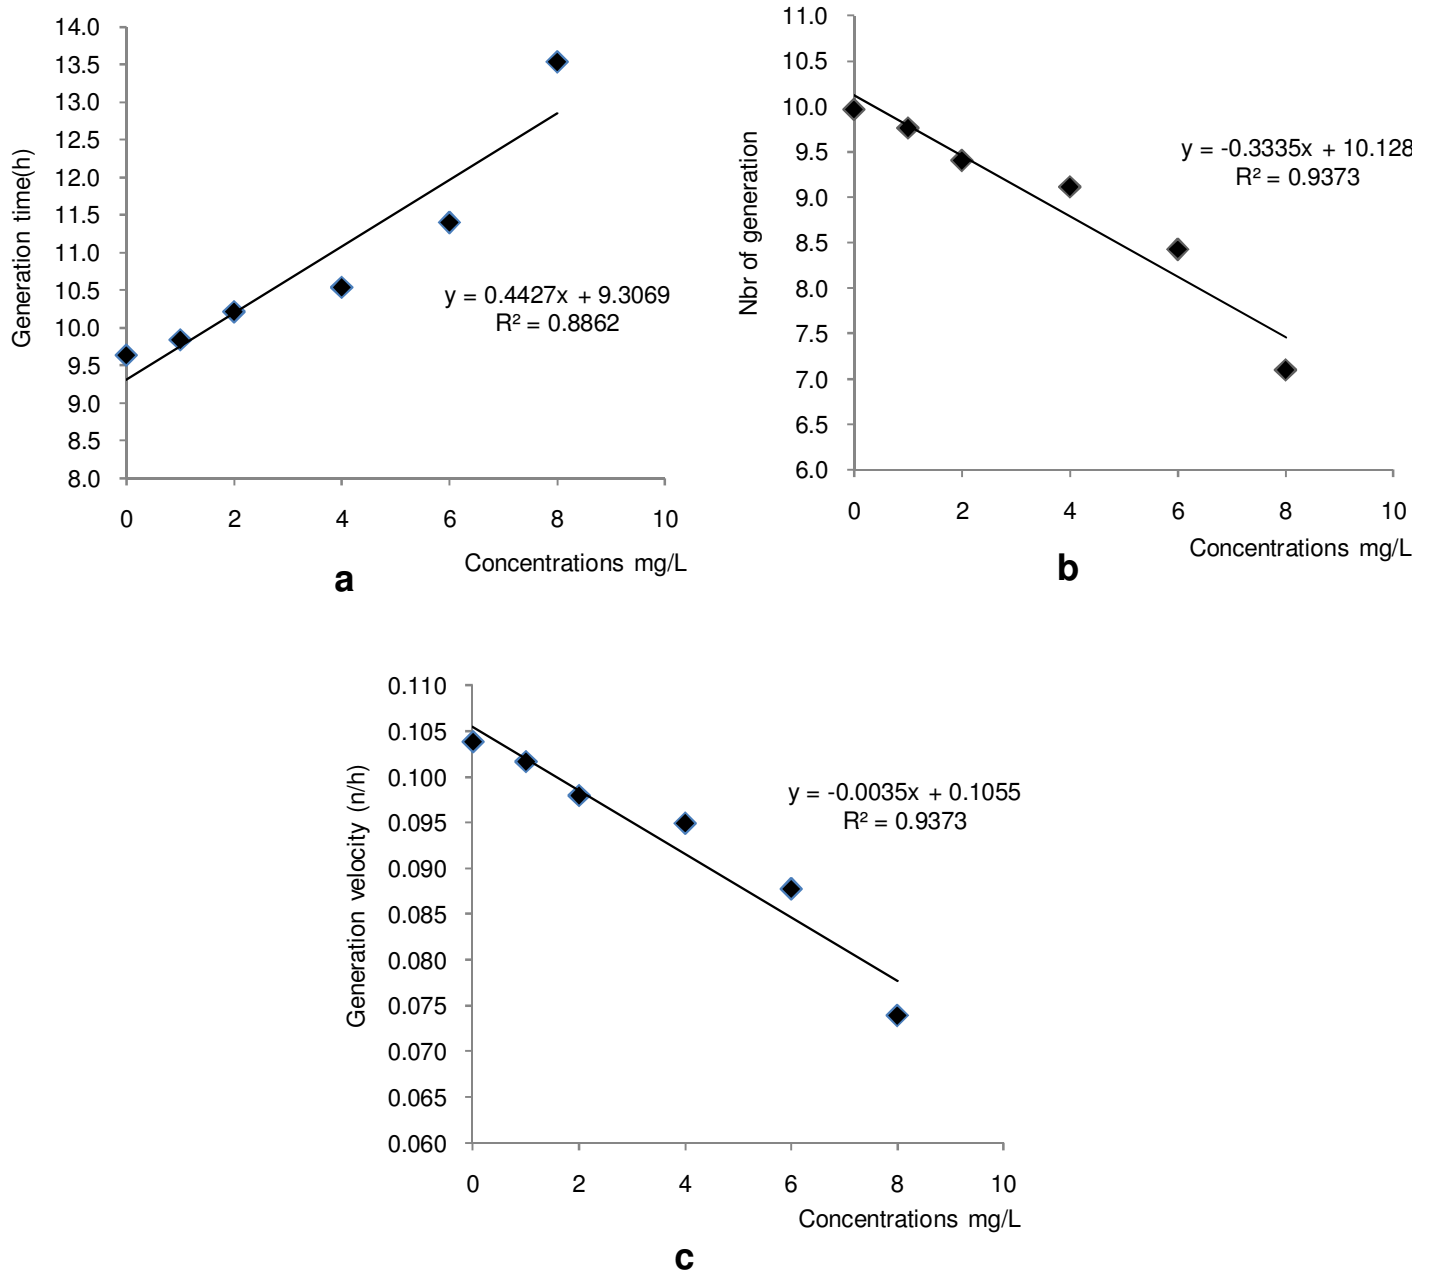 14.0
13.5
13.0
12.5
12.0
11.5
11.0
10.5
10.0
9.5
9.0
8.5
8.0
Generation time(h)
y = 0.4427x + 9.3069
R² = 0.8862
0 2 4 6 8 10
Concentrations mg/L
a
11.0
10.5
10.0
9.5
9.0
8.5
8.0
7.5
7.0
6.5
6.0
Nbr of generation
y = -0.3335x + 10.128
R² = 0.9373
0 2 4 6 8 10
Concentrations mg/L
b
0.110
0.105
0.100
0.095
0.090
0.085
0.080
0.075
0.070
0.065
0.060
Generation velocity (n/h)
y = -0.0035x + 0.1055
R² = 0.9373
0 2 4 6 8 10
Concentrations mg/L
c